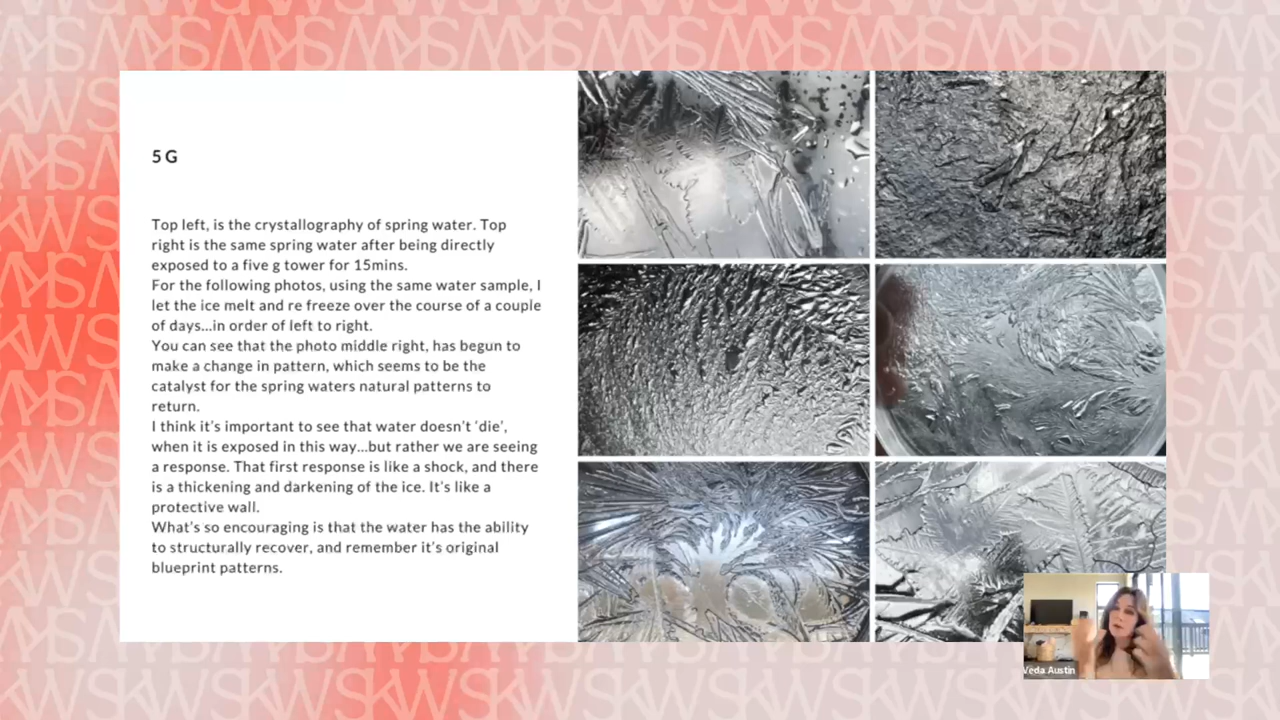 5 G
Top left, is the crystallography of spring water. Top
right is the same spring water after being directly
exposed to a five g tower for 15mins.
For the following photos, using the same water sample, I
let the ice melt and re freeze over the course of a couple
of days...in order of left to right.
You can see that the photo middle right, has begun to
make a change in pattern, which seems to be the
catalyst for the spring waters natural patterns to
return.
I think it's important to see that water doesn't 'die',
when it is exposed in this way...but rather we are seeing
a response. That first response is like a shock, and there
is a thickening and darkening of the ice. It's like a
protective wall.
What's so encouraging is that the water has the ability
to structurally recover, and remember it's original
blueprint patterns.
Veda Austin